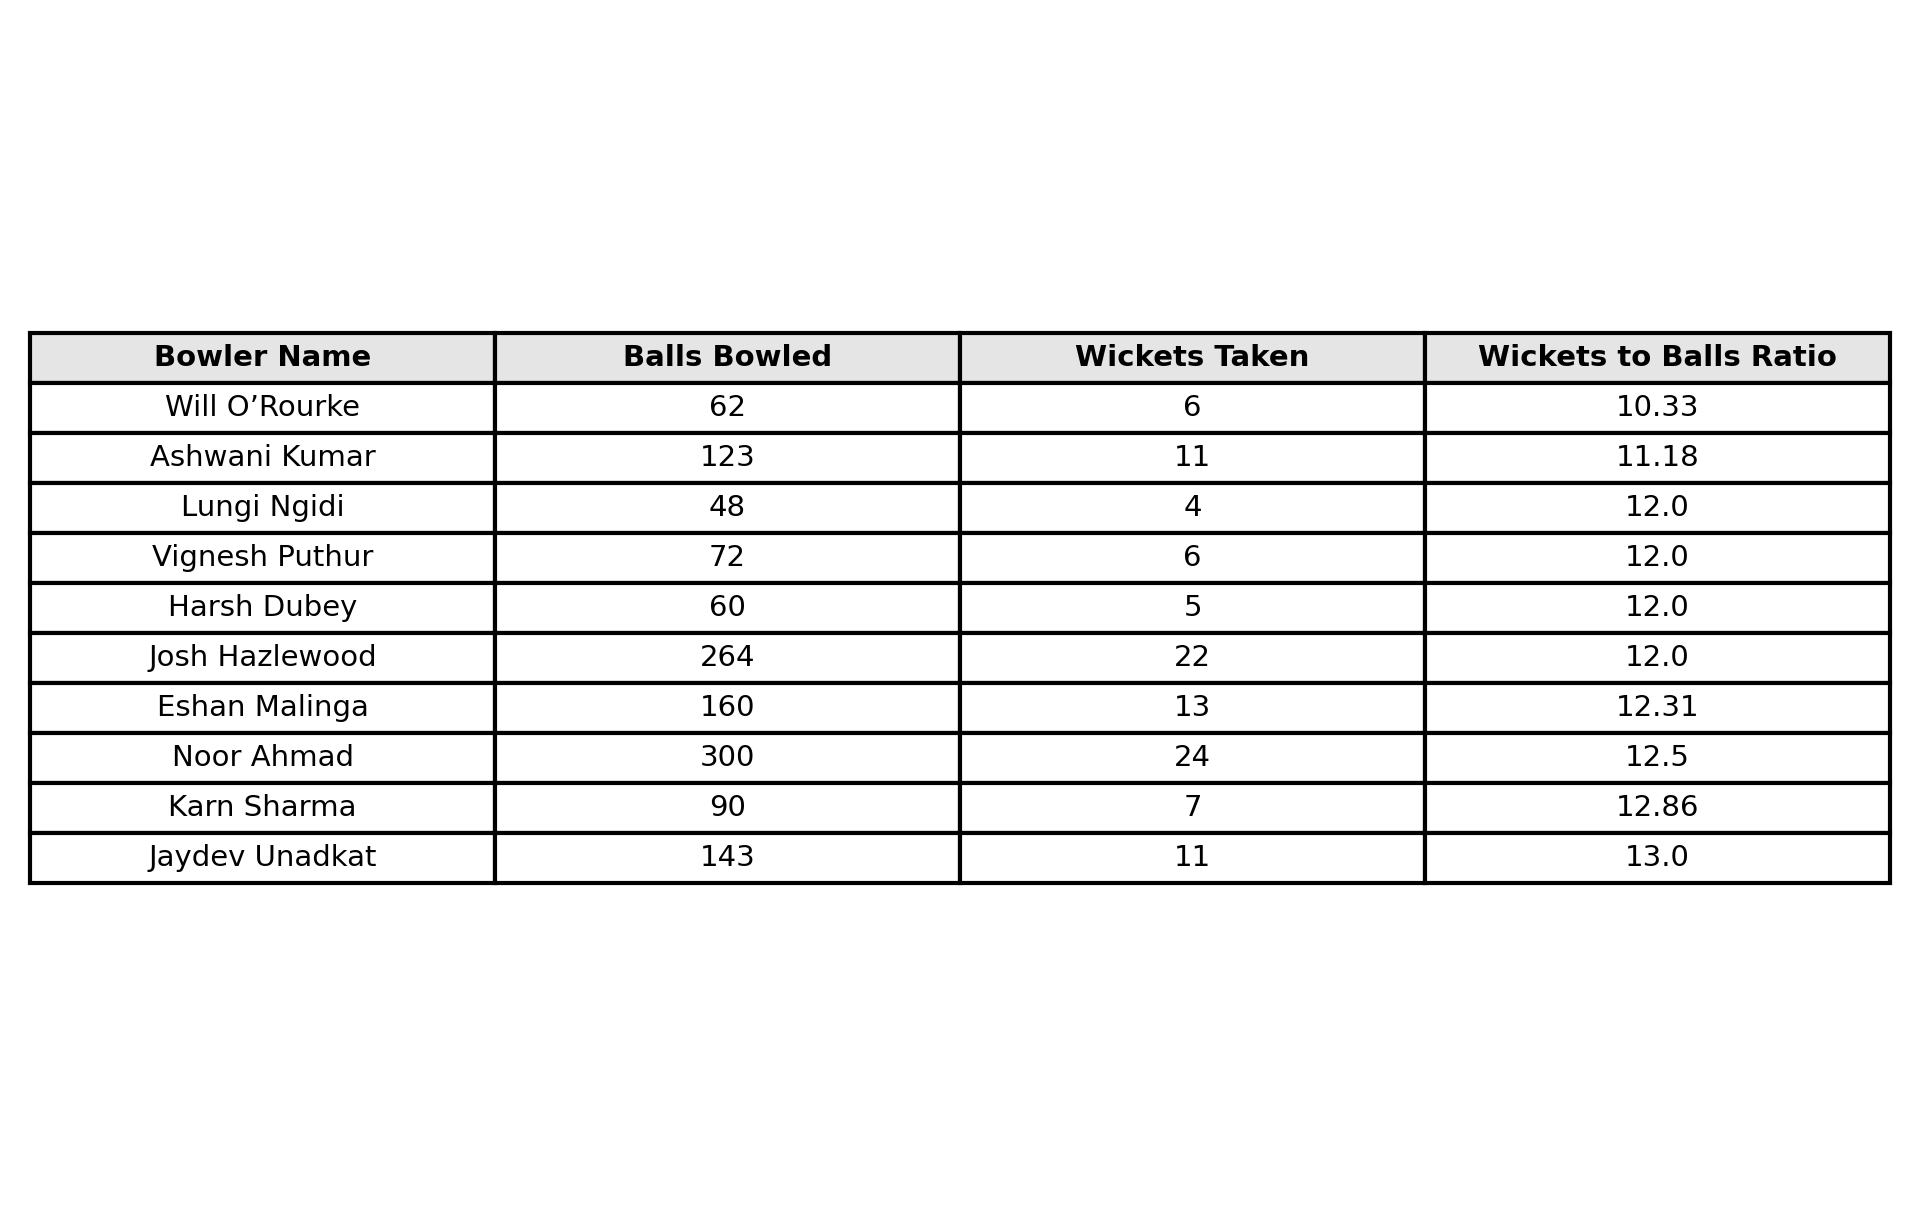 Bowler Name Balls Bowled Wickets Taken Wickets to Balls Ratio
Will O’Rourke 62 6 10.33
Ashwani Kumar 123 11 11.18
Lungi Ngidi 48 4 12.0
Vignesh Puthur 72 6 12.0
Harsh Dubey 60 5 12.0
Josh Hazlewood 264 22 12.0
Eshan Malinga 160 13 12.31
Noor Ahmad 300 24 12.5
Karn Sharma 90 7 12.86
Jaydev Unadkat 143 11 13.0